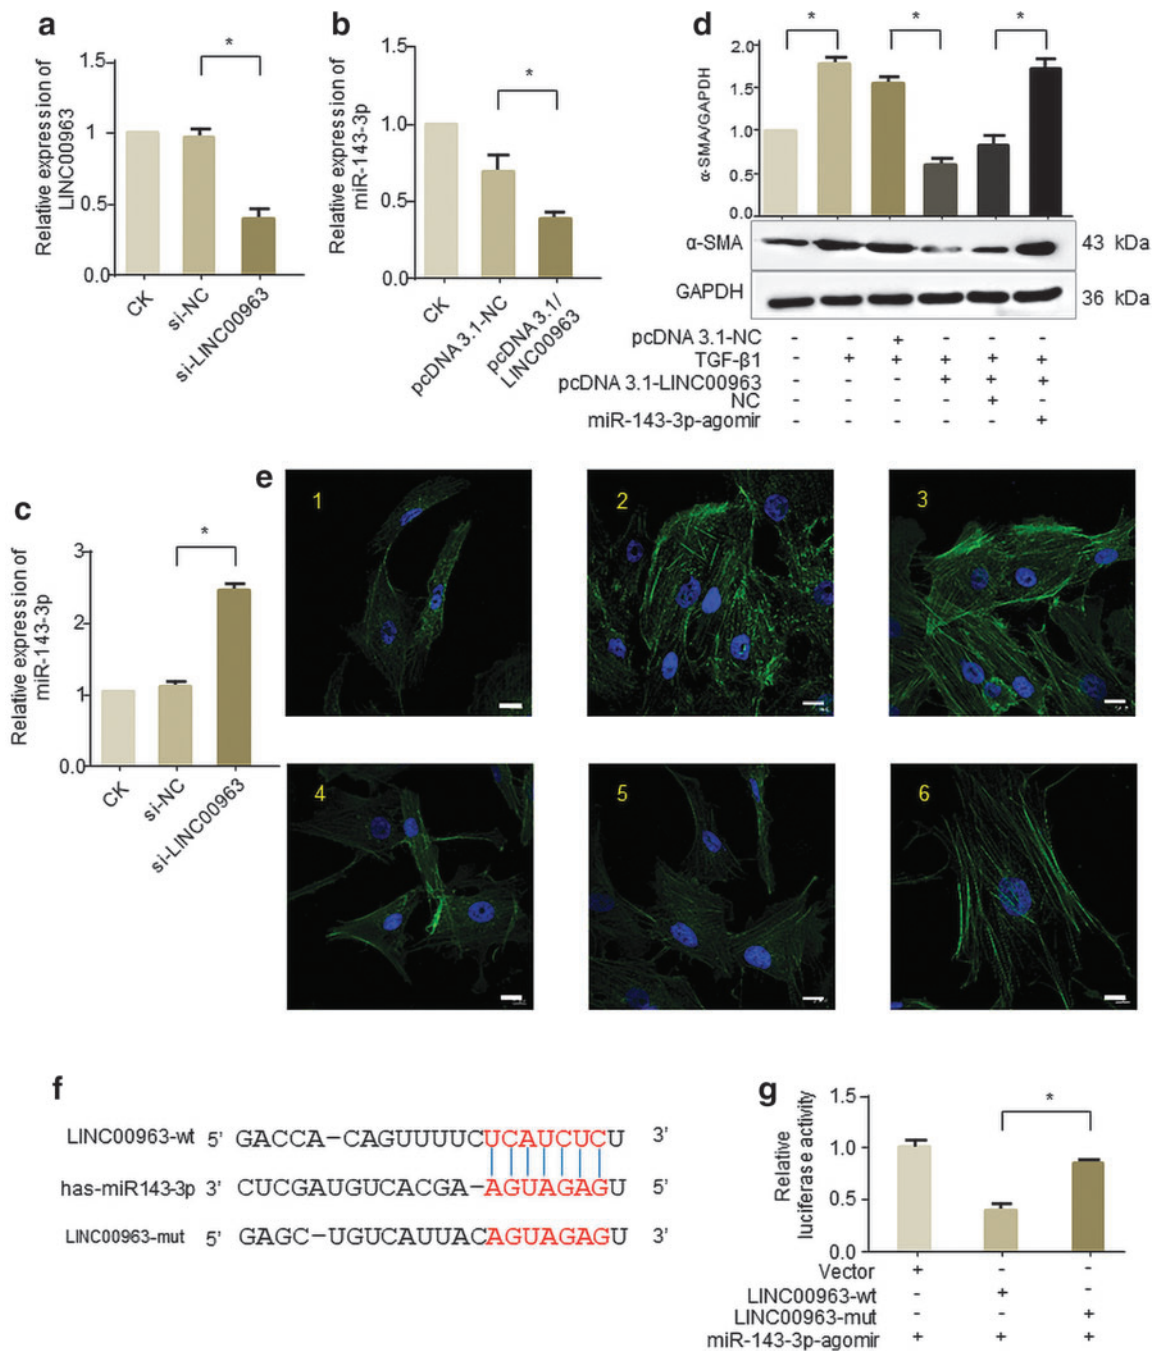 a
Relative expression of
LINC00963
1.5
1
0.5
0.0
*
CK
si-NC
si-LINC00963
b
Relative expression of
miR-143-3p
1.5
1.0
0.5
0.0
*
CK
pcDNA 3.1-NC
pcDNA 3.1/
LINC00963
d
α-SMA/GAPDH
2.0
1.5
1.0
0.5
0.0
* * *
α-SMA 43 kDa
GAPDH 36 kDa
pcDNA 3.1-NC - - + - - -
TGF-β1 - + + + + +
pcDNA 3.1-LINC00963 - - - + + +
NC - - - - + -
miR-143-3p-agomir - - - - - +
c
Relative expression of
miR-143-3p
3
2
1
0.0
*
CK
si-NC
si-LINC00963
e
1 2 3
4 5 6
f
LINC00963-wt 5' GACCA-CAGUUUUCUCAUCUCU 3'
has-miR143-3p 3' CUCGAUGUCACGA-AGUAGAGU 5'
LINC00963-mut 5' GAGC-UGUCAUUACAGUAGAGU 3'
g
Relative
luciferase activity
1.5
1.0
0.5
0.0
*
Vector + - -
LINC00963-wt - + -
LINC00963-mut - - +
miR-143-3p-agomir + + +